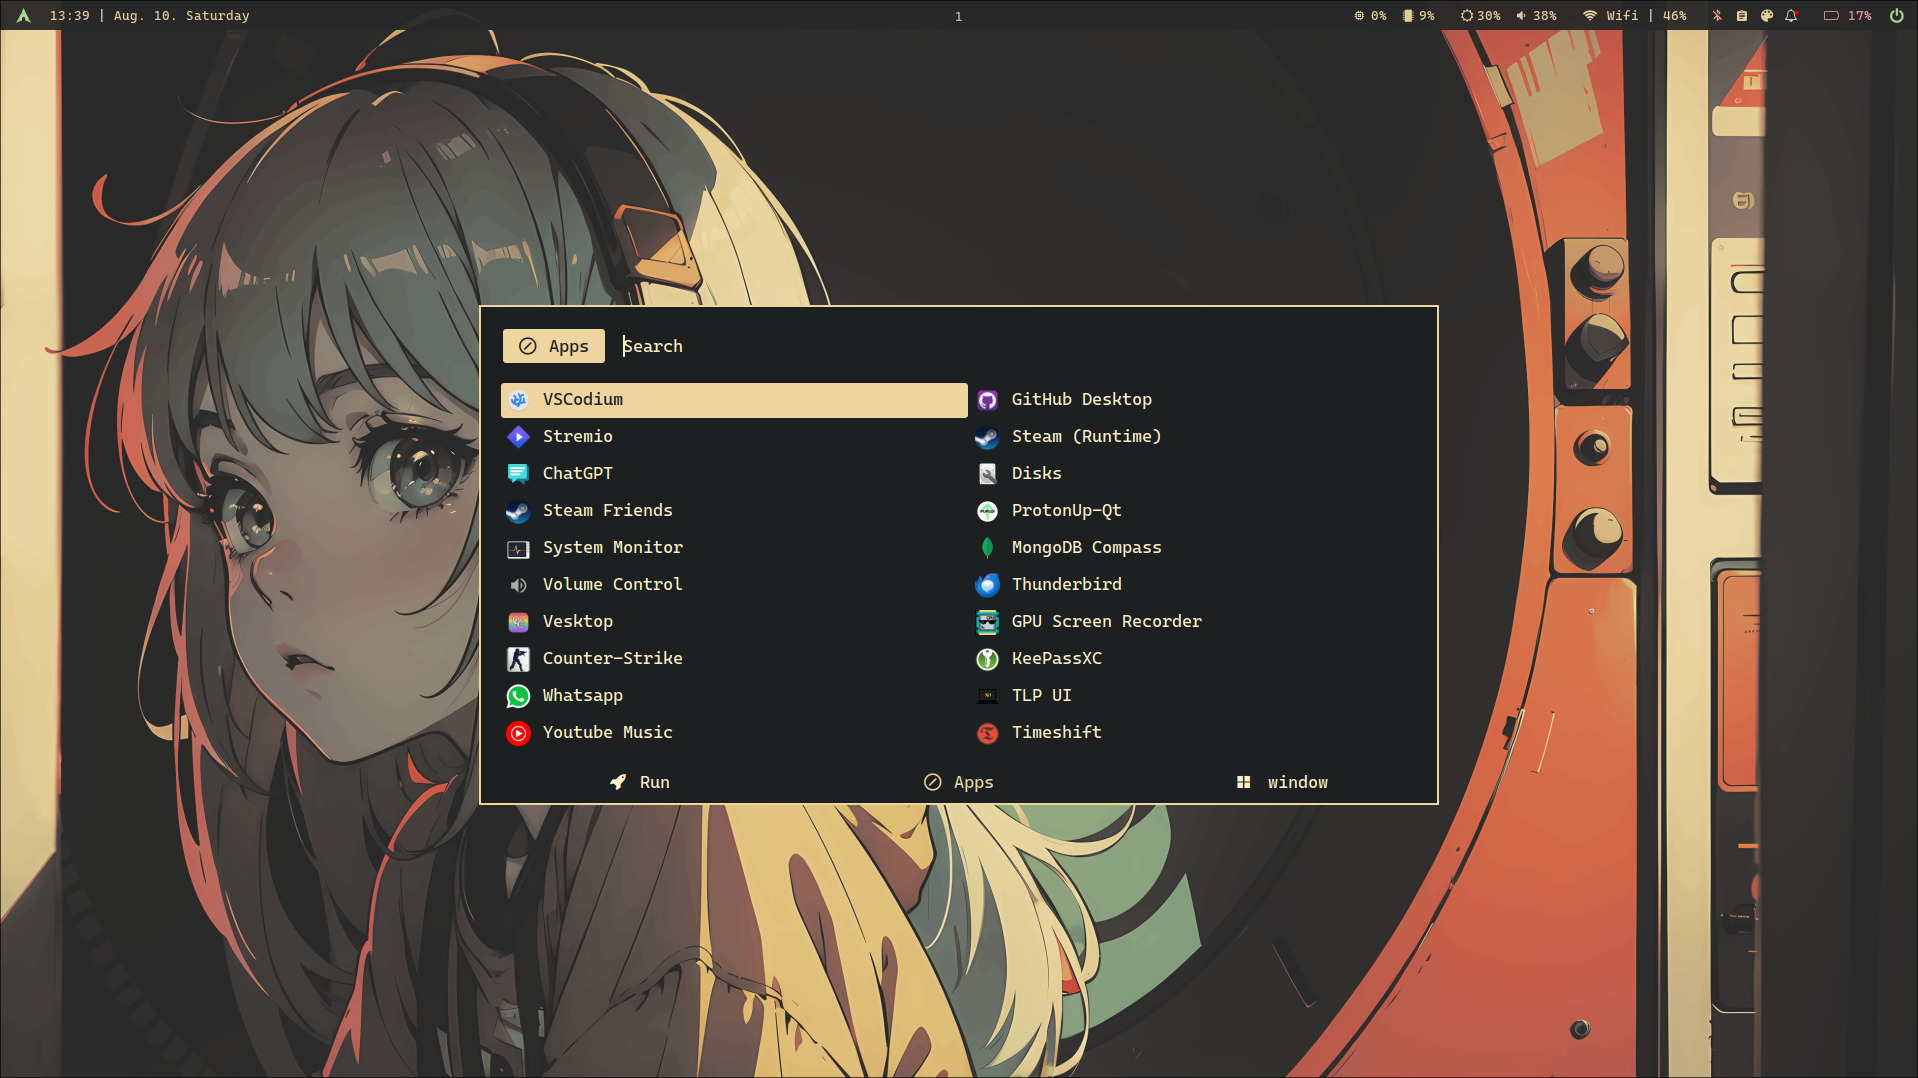 13:39 | Aug. 10. Saturday
1
0% 9% 30% 38% Wifi | 46% 17%
Apps Search
VSCodium
GitHub Desktop
Stremio
Steam (Runtime)
ChatGPT
Disks
Steam Friends
ProtonUp-Qt
System Monitor
MongoDB Compass
Volume Control
Thunderbird
Vesktop
GPU Screen Recorder
Counter-Strike
KeePassXC
Whatsapp
TLP UI
Youtube Music
Timeshift
Run
Apps
window